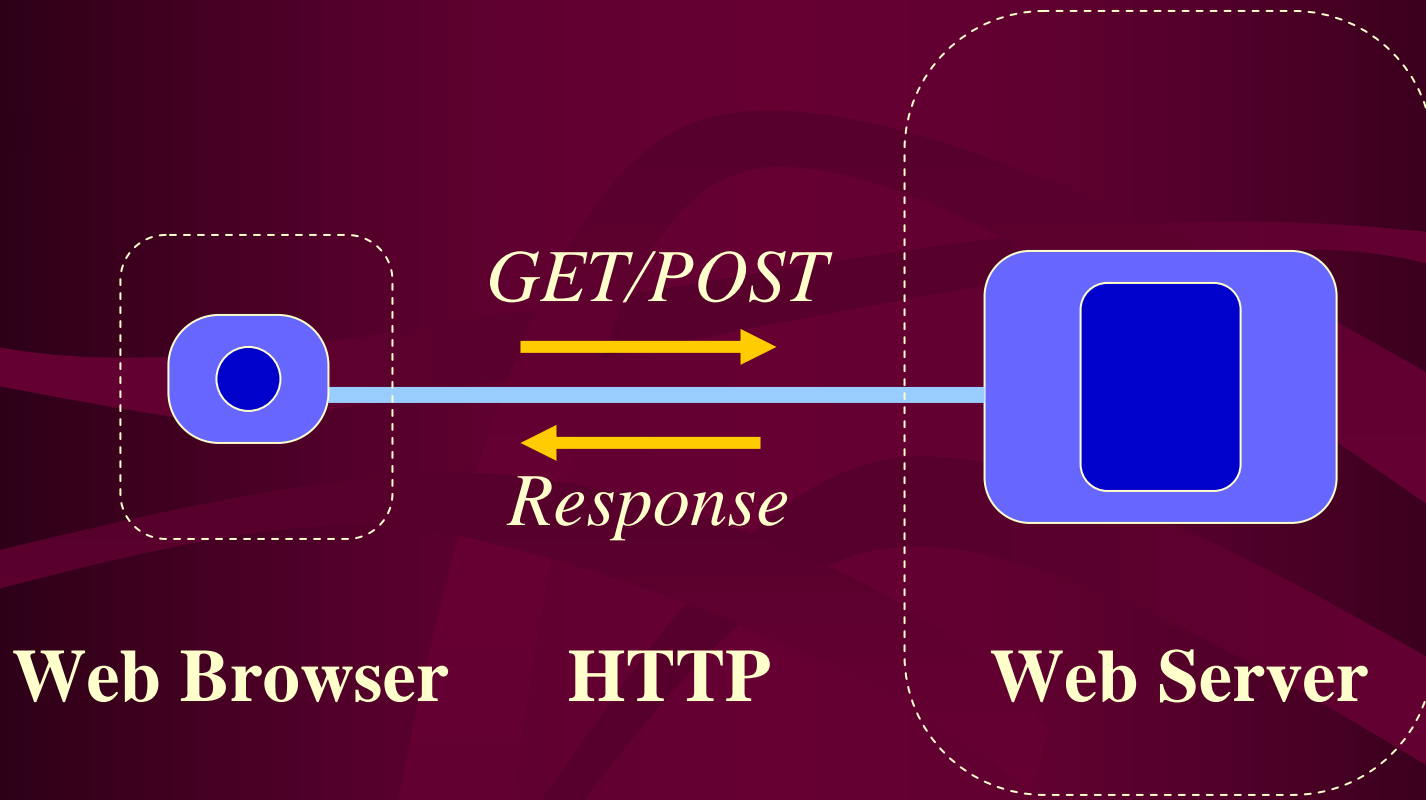 GET/POST
Response
Web Browser
HTTP
Web Server